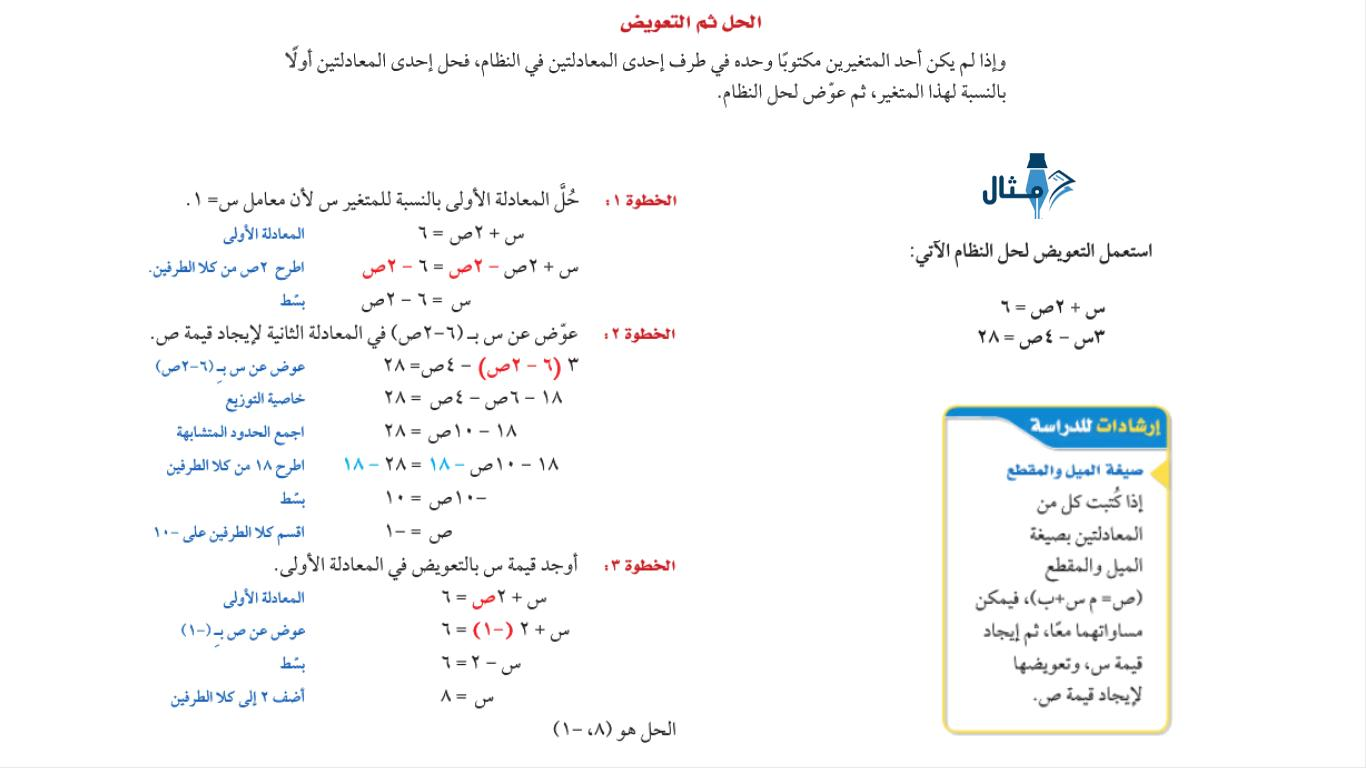 الحل ثم التعويض
وإذا لم يكن أحد المتغيرين مكتوبًا وحده في طرف إحدى المعادلتين في النظام، فحل إحدى المعادلتين أولًا
بالنسبة لهذا المتغير، ثم عوّض لحل النظام.
مثال
استعمل التعويض لحل النظام الآتي:
س + ٢ص = ٦
٣س – ٤ص = ٢٨
إرشادات للدراسة
صيغة الميل والمقطع
إذا كُتبت كل من
المعادلتين بصيغة
الميل والمقطع
(ص= م س+ب)، فيمكن
مساواتهما معًا، ثم إيجاد
قيمة س، وتعويضها
لإيجاد قيمة ص.
الخطوة ١: حُلَّ المعادلة الأولى بالنسبة للمتغير س لأن معامل س= ١.
س + ٢ص = ٦ المعادلة الأولى
س + ٢ص – ٢ص = ٦ – ٢ص اطرح ٢ص من كلا الطرفين.
س = ٦ – ٢ص بسّط
الخطوة ٢: عوّض عن س بـ (٦–٢ص) في المعادلة الثانية لإيجاد قيمة ص.
٣ (٦ – ٢ص) – ٤ص= ٢٨ عوض عن س بـِ (٦–٢ص)
١٨ – ٦ص – ٤ص = ٢٨ خاصية التوزيع
١٨ – ١٠ص = ٢٨ اجمع الحدود المتشابهة
١٨ – ١٠ص – ١٨ = ٢٨ – ١٨ اطرح ١٨ من كلا الطرفين
–١٠ص = ١٠ بسّط
ص = –١ اقسم كلا الطرفين على –١٠
الخطوة ٣: أوجد قيمة س بالتعويض في المعادلة الأولى.
س + ٢ص = ٦ المعادلة الأولى
س + ٢ (–١) = ٦ عوض عن ص بـِ (–١)
س – ٢ = ٦ بسّط
س = ٨ أضف ٢ إلى كلا الطرفين
الحل هو (٨، –١)